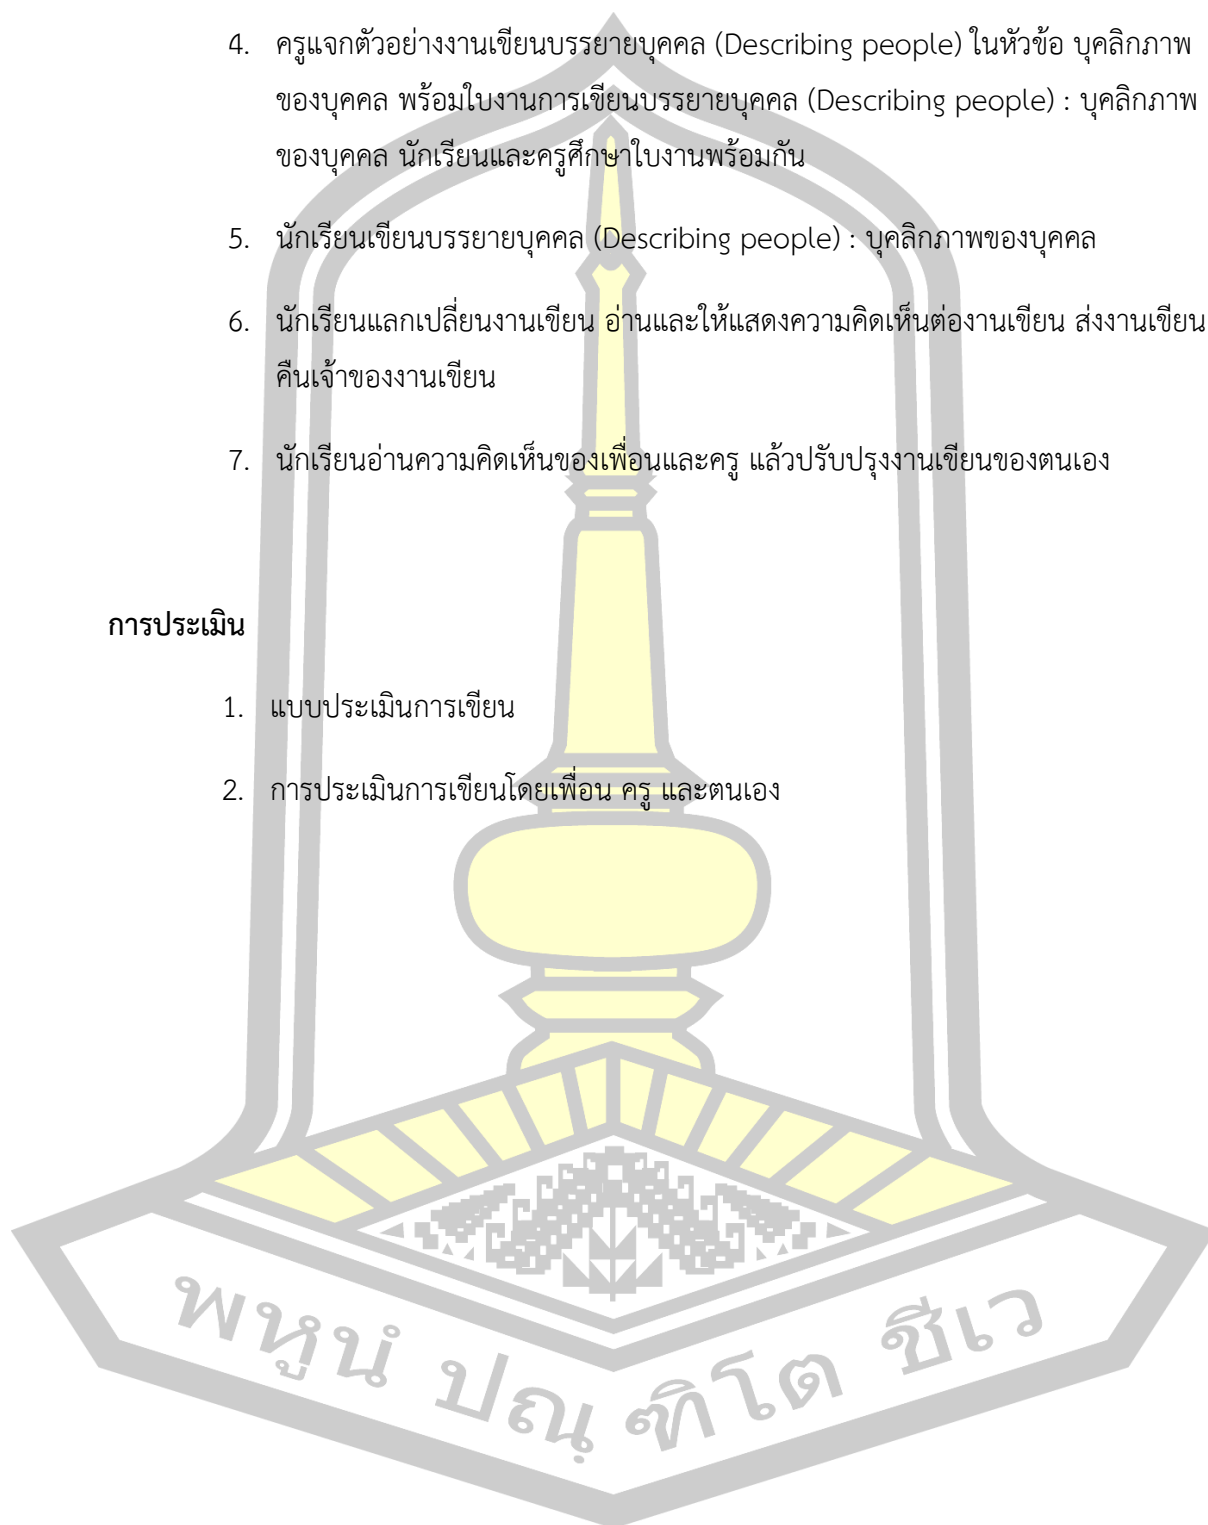 4. ครูแจกตัวอย่างงานเขียนบรรยายบุคคล (Describing people) ในหัวข้อ บุคลิกภาพ
ของบุคคล พร้อมใบงานการเขียนบรรยายบุคคล (Describing people) : บุคลิกภาพ
ของบุคคล นักเรียนและครูศึกษาใบงานพร้อมกัน
5. นักเรียนเขียนบรรยายบุคคล (Describing people) : บุคลิกภาพของบุคคล
6. นักเรียนแลกเปลี่ยนงานเขียน อ่านและให้แสดงความคิดเห็นต่องานเขียน ส่งงานเขียน
คืนเจ้าของงานเขียน
7. นักเรียนอ่านความคิดเห็นของเพื่อนและครู แล้วปรับปรุงงานเขียนของตนเอง
การประเมิน
1. แบบประเมินการเขียน
2. การประเมินการเขียนโดยเพื่อน ครู และตนเอง
พหูนํ ปณฺฑิโต ชีเว